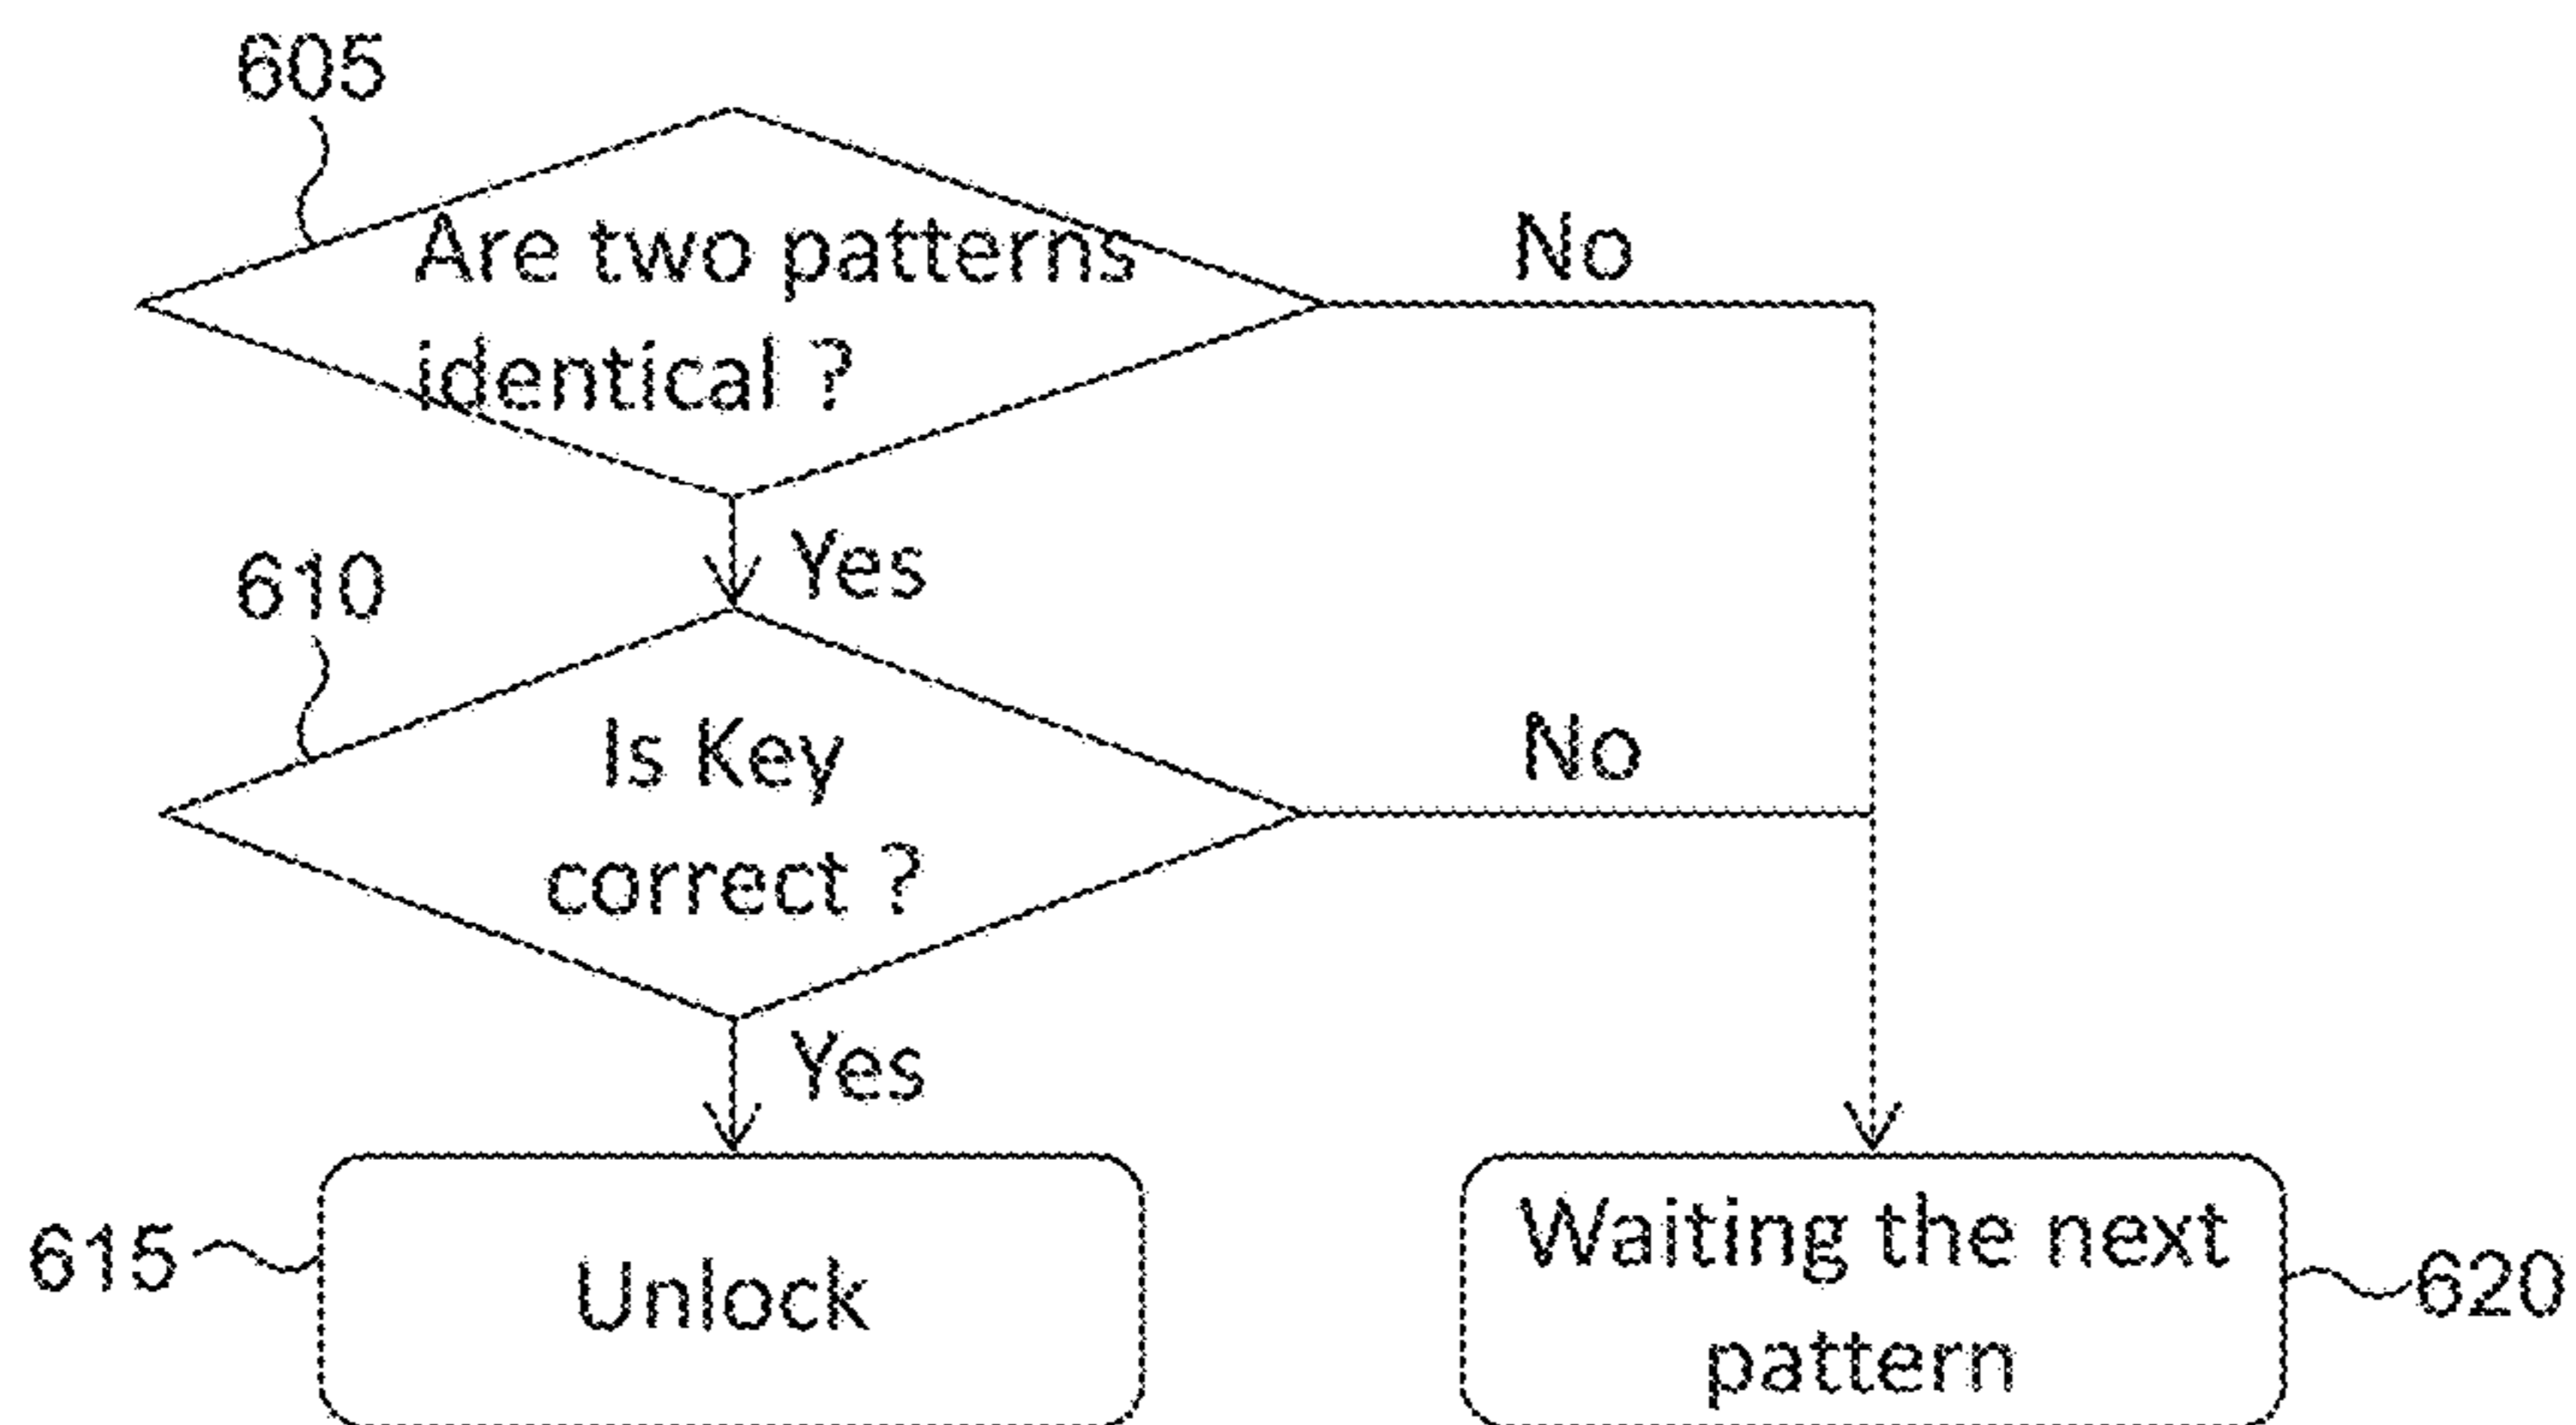 605
Are two patterns
identical ?
No
Yes
610
Is Key
correct ?
No
Yes
615
Unlock
Waiting the next
pattern
620